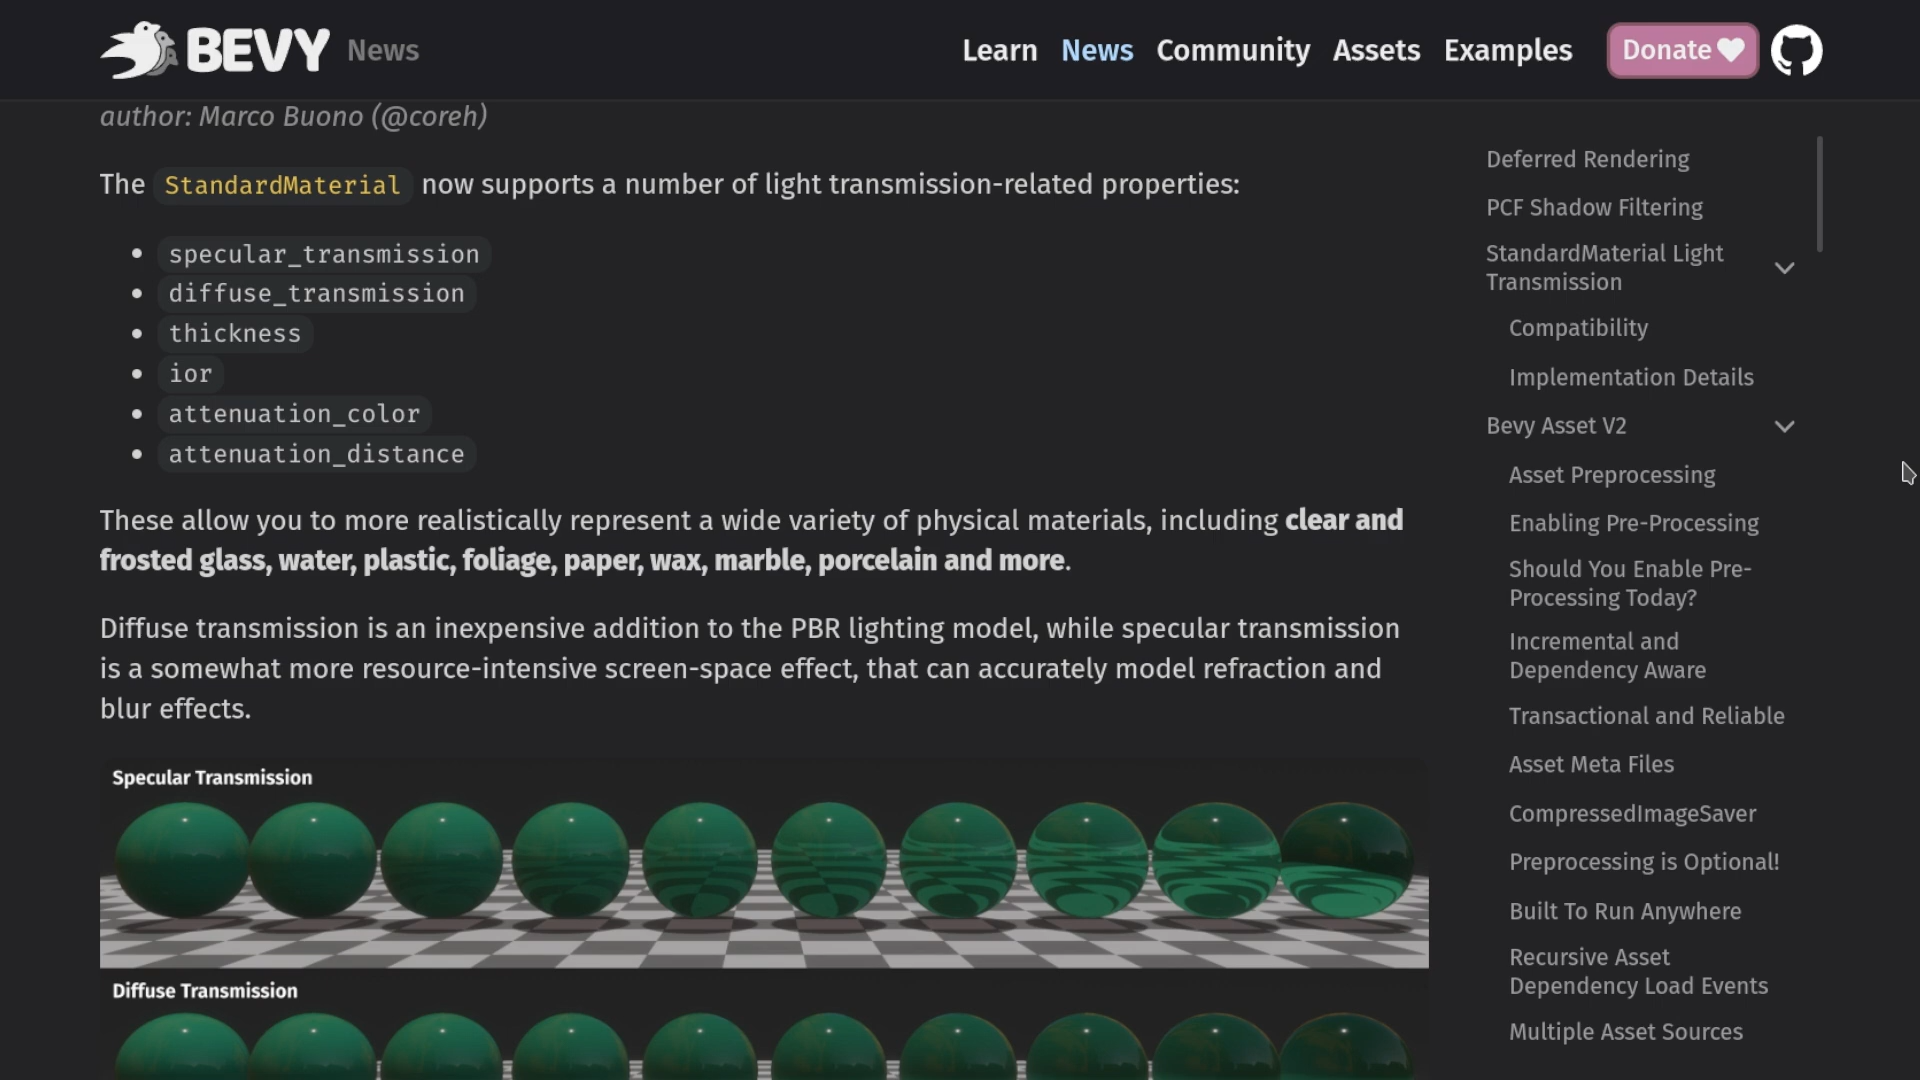 BEVY News
Learn News Community Assets Examples Donate
author: Marco Buono (@coreh)
The StandardMaterial now supports a number of light transmission-related properties:
specular_transmission
diffuse_transmission
thickness
ior
attenuation_color
attenuation_distance
These allow you to more realistically represent a wide variety of physical materials, including clear and
frosted glass, water, plastic, foliage, paper, wax, marble, porcelain and more.
Diffuse transmission is an inexpensive addition to the PBR lighting model, while specular transmission
is a somewhat more resource-intensive screen-space effect, that can accurately model refraction and
blur effects.
Specular Transmission
Diffuse Transmission
Deferred Rendering
PCF Shadow Filtering
StandardMaterial Light
Transmission
Compatibility
Implementation Details
Bevy Asset V2
Asset Preprocessing
Enabling Pre-Processing
Should You Enable Pre-
Processing Today?
Incremental and
Dependency Aware
Transactional and Reliable
Asset Meta Files
CompressedImageSaver
Preprocessing is Optional!
Built To Run Anywhere
Recursive Asset
Dependency Load Events
Multiple Asset Sources